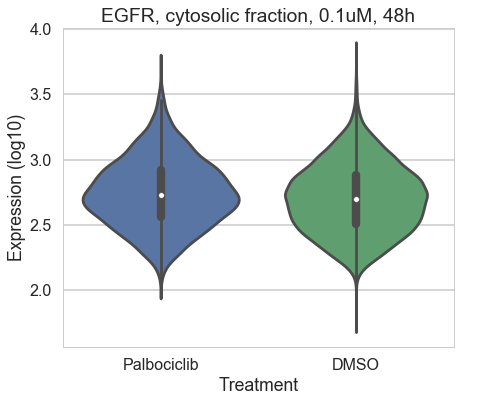 EGFR, cytosolic fraction, 0.1uM, 48h
4.0
3.5
3.0
2.5
2.0
Expression (log10)
Palbociclib DMSO
Treatment